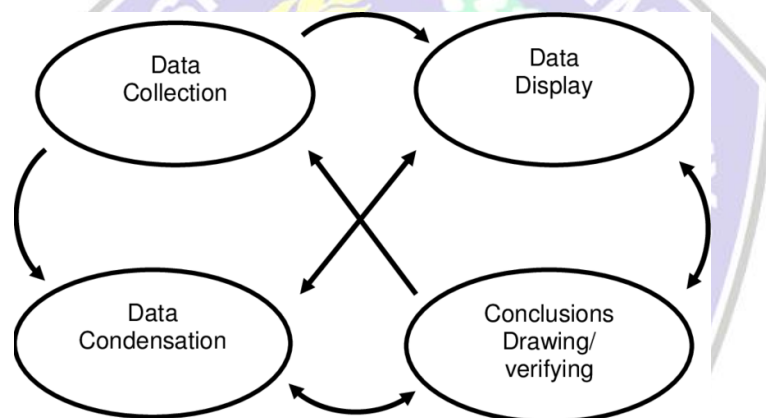 Data
Collection
Data
Display
Data
Condensation
Conclusions
Drawing/
verifying